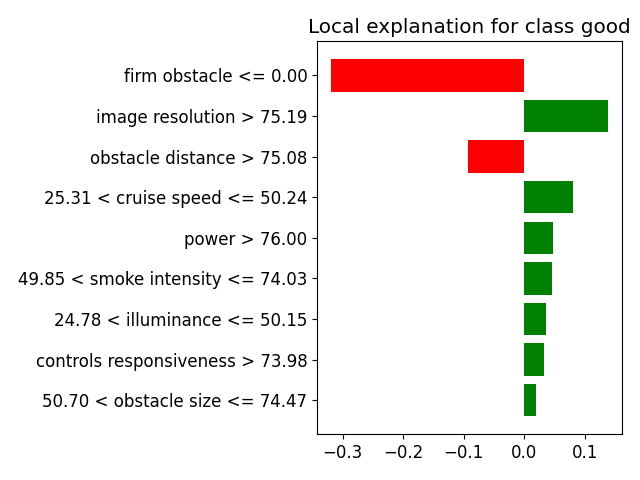 Local explanation for class good
firm obstacle <= 0.00
image resolution > 75.19
obstacle distance > 75.08
25.31 < cruise speed <= 50.24
power > 76.00
49.85 < smoke intensity <= 74.03
24.78 < illuminance <= 50.15
controls responsiveness > 73.98
50.70 < obstacle size <= 74.47
−0.3 −0.2 −0.1 0.0 0.1